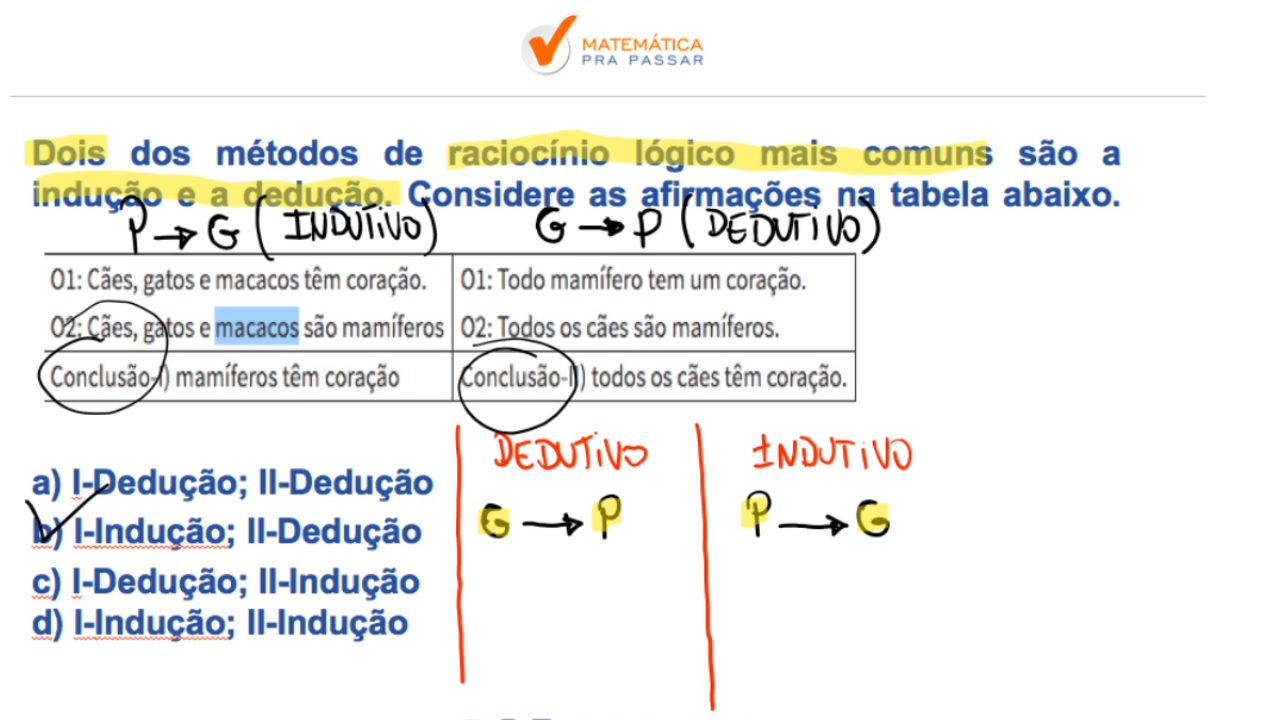 MATEMÁTICA
PRA PASSAR
Dois dos métodos de raciocínio lógico mais comuns são a
indução e a dedução. Considere as afirmações na tabela abaixo.
P → G (INDUTIVO) G → P (DEDUTIVO)
O1: Cães, gatos e macacos têm coração. O1: Todo mamífero tem um coração.
O2: Cães, gatos e macacos são mamíferos O2: Todos os cães são mamíferos.
Conclusão-I) mamíferos têm coração Conclusão-II) todos os cães têm coração.
DEDUTIVO INDUTIVO
G → P P → G
a) I-Dedução; II-Dedução
b) I-Indução; II-Dedução
c) I-Dedução; II-Indução
d) I-Indução; II-Indução